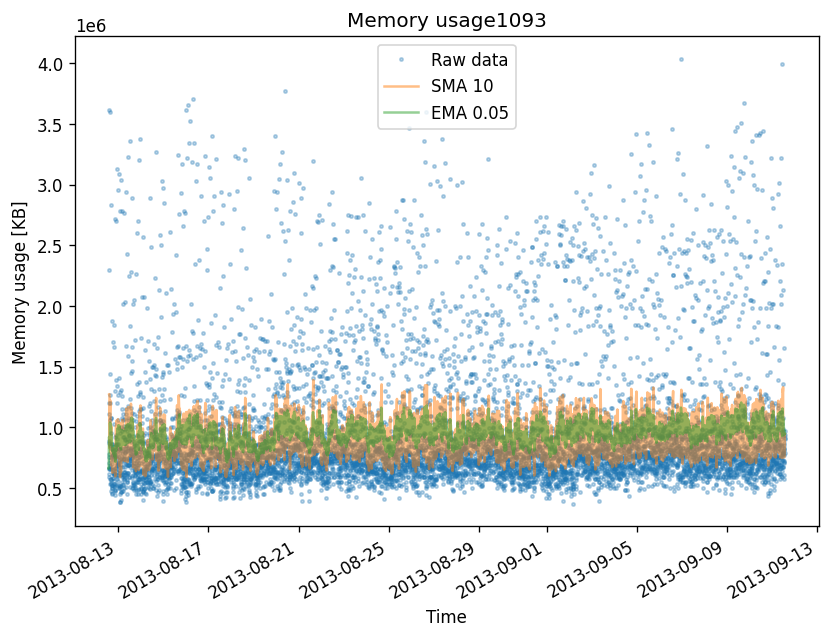 Memory usage1093
1e6
Raw data
SMA 10
EMA 0.05
4.0
3.5
3.0
2.5
2.0
1.5
1.0
0.5
Memory usage [KB]
2013-08-13
2013-08-17
2013-08-21
2013-08-25
2013-08-29
2013-09-01
2013-09-05
2013-09-09
2013-09-13
Time